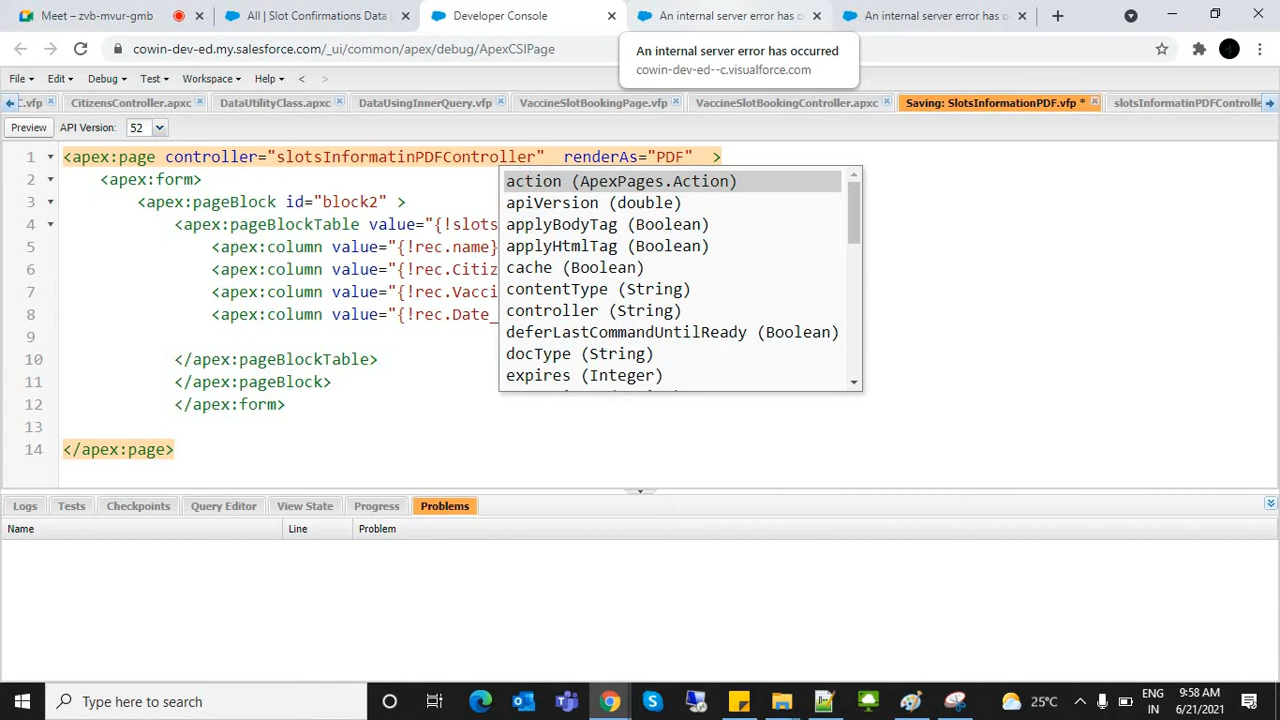 Meet – zvb-mvur-gmb
All | Slot Confirmations Data
Developer Console
An internal server error has o
An internal server error has o
cowin-dev-ed.my.salesforce.com/_ui/common/apex/debug/ApexCSIPage
An internal server error has occurred
cowin-dev-ed--c.visualforce.com
File Edit Debug Test Workspace Help < >
C.vfp CitizensController.apxc DataUtilityClass.apxc DataUsingInnerQuery.vfp VaccineSlotBookingPage.vfp VaccineSlotBookingController.apxc Saving: SlotsInformationPDF.vfp * slotsInformatinPDFControlle
Preview API Version: 52
1 <apex:page controller="slotsInformatinPDFController" renderAs="PDF" >
2 <apex:form>
3 <apex:pageBlock id="block2" >
4 <apex:pageBlockTable value="{!slots
5 <apex:column value="{!rec.name}
6 <apex:column value="{!rec.Citiz
7 <apex:column value="{!rec.Vacci
8 <apex:column value="{!rec.Date_
9
10 </apex:pageBlockTable>
11 </apex:pageBlock>
12 </apex:form>
13
14 </apex:page>
action (ApexPages.Action)
apiVersion (double)
applyBodyTag (Boolean)
applyHtmlTag (Boolean)
cache (Boolean)
contentType (String)
controller (String)
deferLastCommandUntilReady (Boolean)
docType (String)
expires (Integer)
Logs Tests Checkpoints Query Editor View State Progress Problems
Name Line Problem
Type here to search
25°C
ENG
IN
9:58 AM
6/21/2021